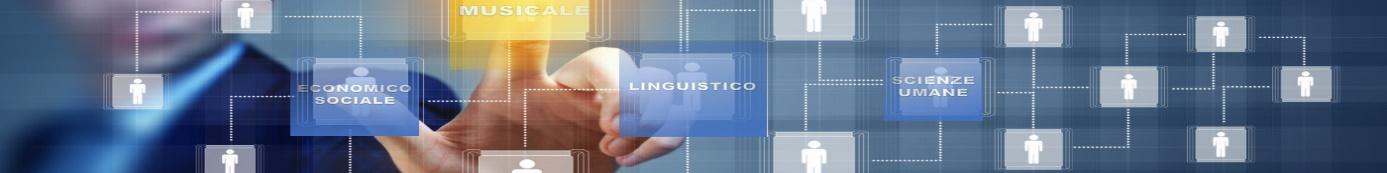 MUSICALE
ECONOMICO
SOCIALE
LINGUISTICO
SCIENZE
UMANE